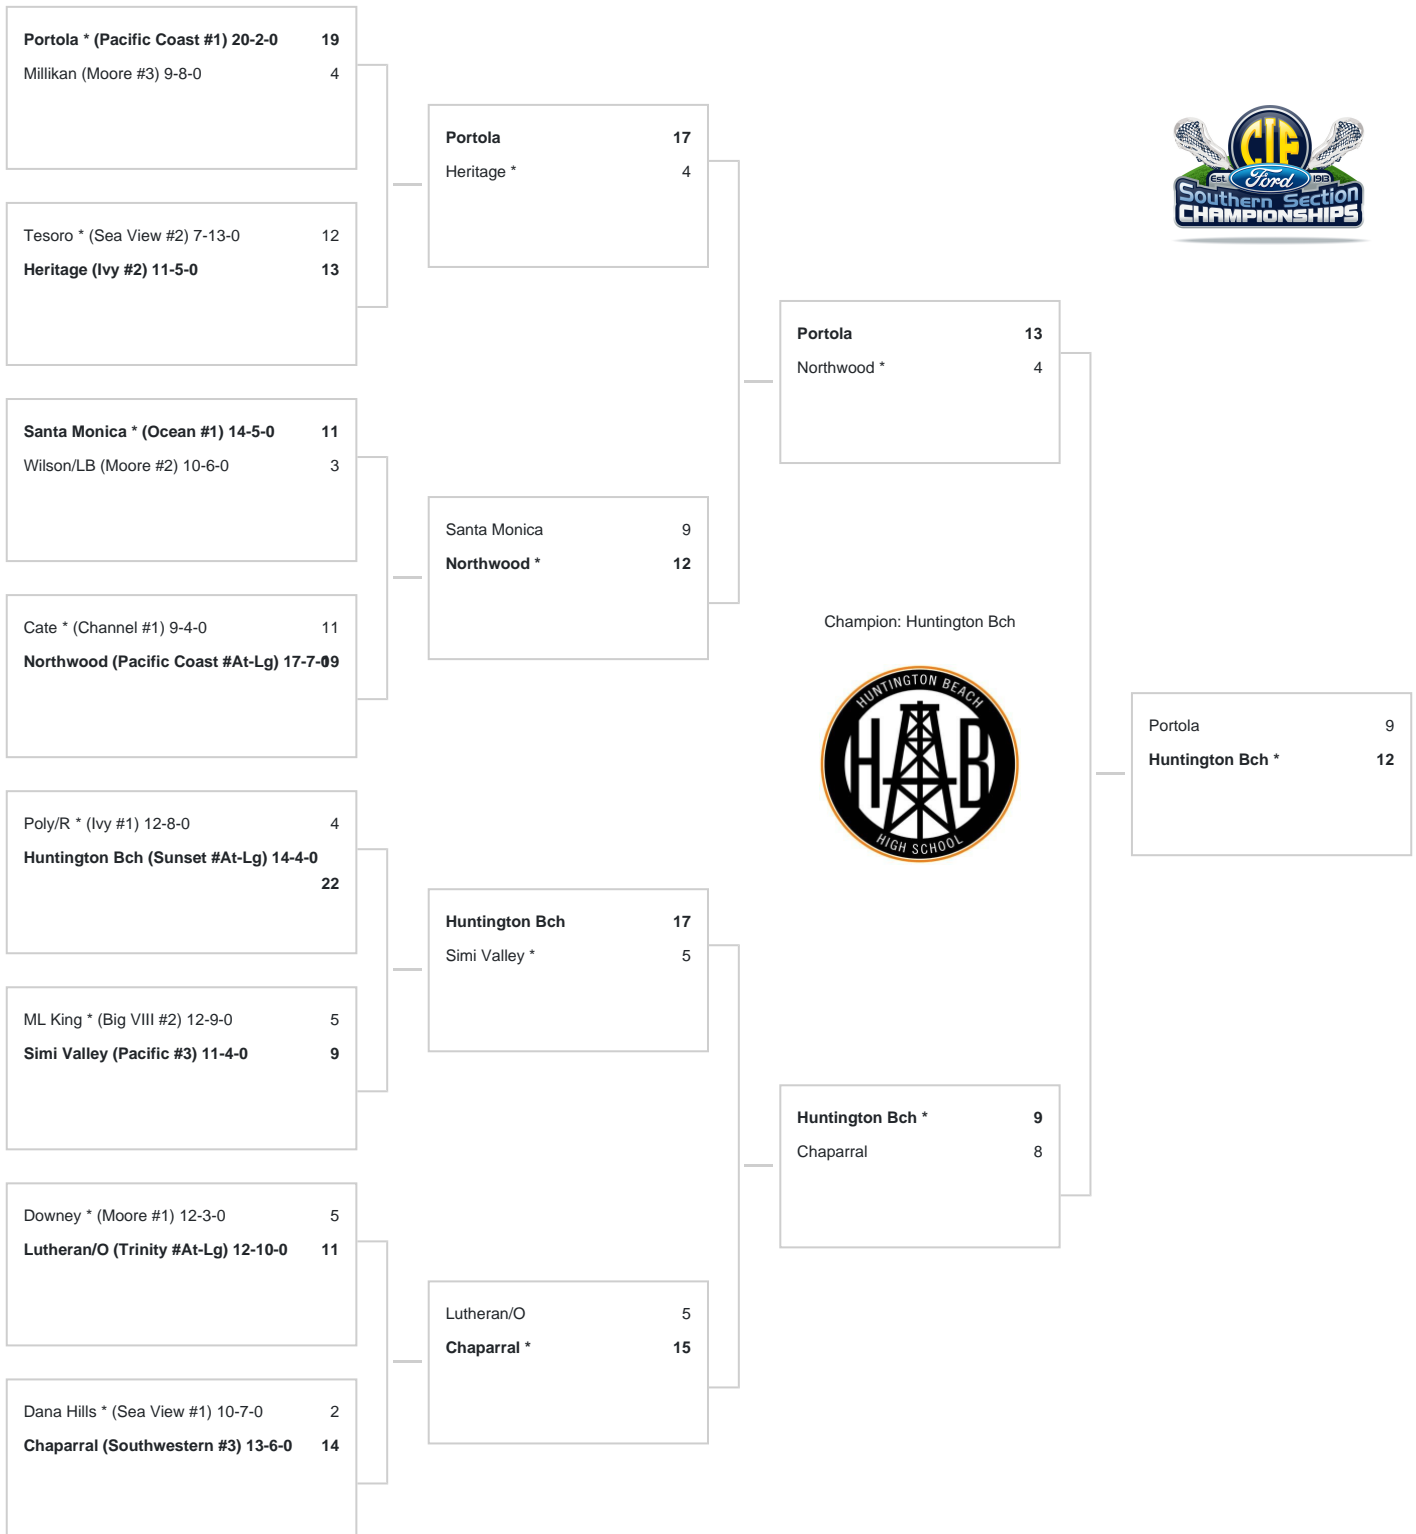 Portola * (Pacific Coast #1) 20-2-0 19
Millikan (Moore #3) 9-8-0 4
Tesoro * (Sea View #2) 7-13-0 12
Heritage (Ivy #2) 11-5-0 13
Santa Monica * (Ocean #1) 14-5-0 11
Wilson/LB (Moore #2) 10-6-0 3
Cate * (Channel #1) 9-4-0 11
Northwood (Pacific Coast #At-Lg) 17-7-0 19
Poly/R * (Ivy #1) 12-8-0 4
Huntington Bch (Sunset #At-Lg) 14-4-0
22
ML King * (Big VIII #2) 12-9-0 5
Simi Valley (Pacific #3) 11-4-0 9
Downey * (Moore #1) 12-3-0 5
Lutheran/O (Trinity #At-Lg) 12-10-0 11
Dana Hills * (Sea View #1) 10-7-0 2
Chaparral (Southwestern #3) 13-6-0 14
Portola 17
Heritage * 4
Santa Monica 9
Northwood * 12
Huntington Bch 17
Simi Valley * 5
Lutheran/O 5
Chaparral * 15
Portola 13
Northwood * 4
Huntington Bch * 9
Chaparral 8
Portola 9
Huntington Bch * 12
Champion: Huntington Bch
HUNTINGTON BEACH
H B
HIGH SCHOOL
CIF
Est. Ford 1913
Southern Section
CHAMPIONSHIPS